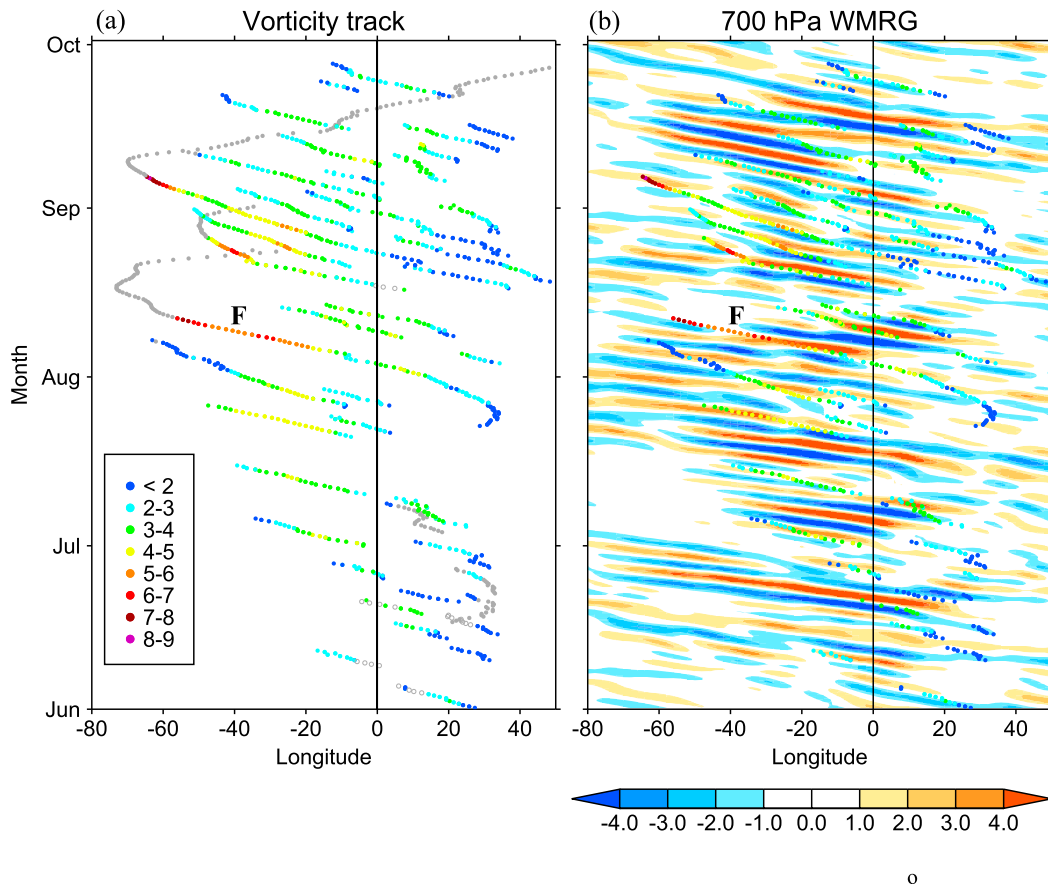 (a) Vorticity track
(b) 700 hPa WMRG
Oct
Sep
Aug
Jul
Jun
Month
F
F
< 2
2-3
3-4
4-5
5-6
6-7
7-8
8-9
-80 -60 -40 -20 0 20 40
-80 -60 -40 -20 0 20 40
Longitude
Longitude
-4.0 -3.0 -2.0 -1.0 0.0 1.0 2.0 3.0 4.0
o